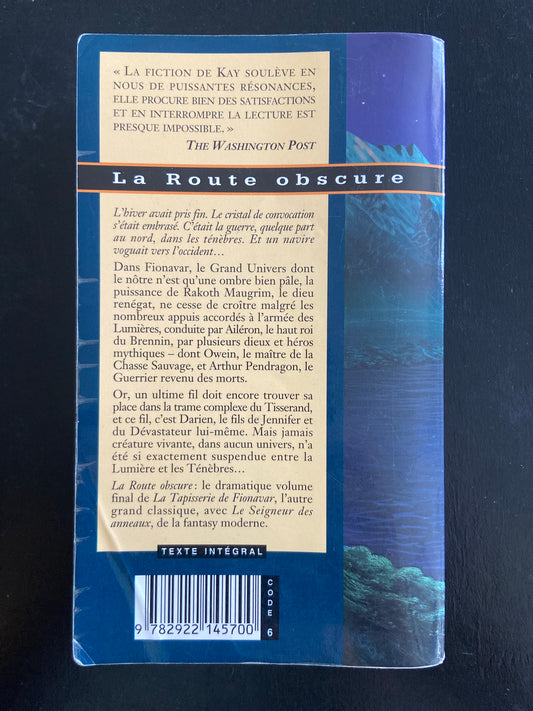 « La fiction de Kay soulève en
nous de puissantes résonances,
elle procure bien des satisfactions
et en interrompre la lecture est
presque impossible. »
The Washington Post
La Route obscure
L'hiver avait pris fin. Le cristal de convocation
s'était embrasé. C'était la guerre, quelque part
au nord, dans les ténèbres. Et un navire
voguait vers l'occident…
Dans Fionavar, le Grand Univers dont
le nôtre n'est qu'une ombre bien pâle, la
puissance de Rakoth Maugrim, le dieu
renégat, ne cesse de croître malgré les
nombreux appuis accordés à l'armée des
Lumières, conduite par Ailéron, le haut roi
du Brennin, par plusieurs dieux et héros
mythiques – dont Owein, le maître de la
Chasse Sauvage, et Arthur Pendragon, le
Guerrier revenu des morts.
Or, un ultime fil doit encore trouver sa
place dans la trame complexe du Tisserand,
et ce fil, c'est Darien, le fils de Jennifer et
du Dévastateur lui-même. Mais jamais
créature vivante, dans aucun univers, n'a
été si exactement suspendue entre la
Lumière et les Ténèbres…
La Route obscure : le dramatique volume
final de La Tapisserie de Fionavar, l'autre
grand classique, avec Le Seigneur des
anneaux, de la fantasy moderne.
TEXTE INTÉGRAL
CODE 6
9 782922 145700